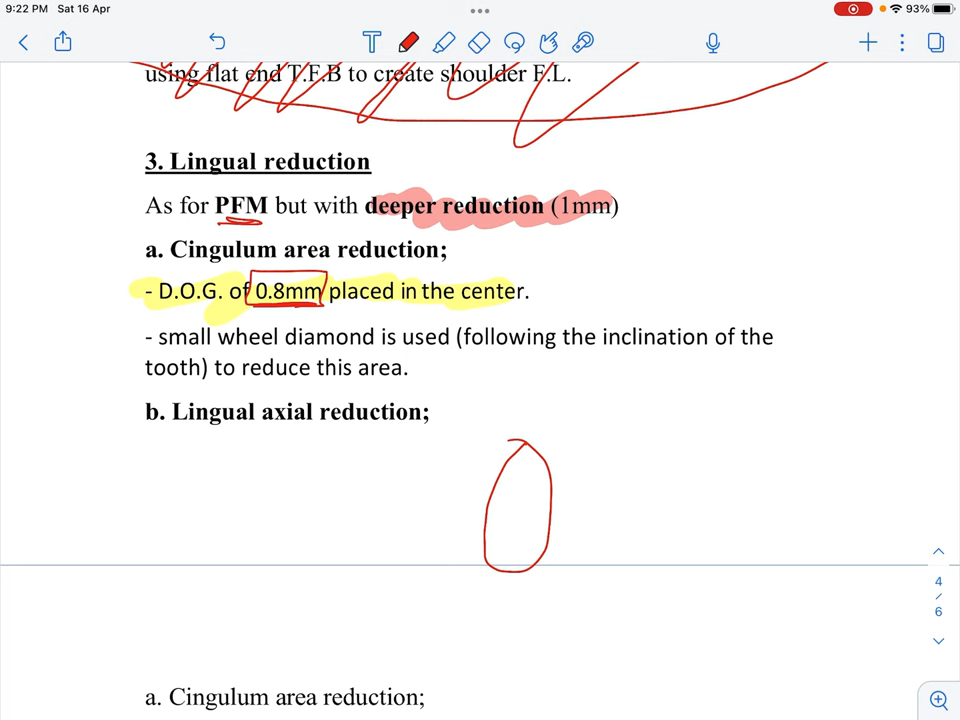 9:22 PM Sat 16 Apr
93%
using flat end T.F.B to create shoulder F.L.
3. Lingual reduction
As for PFM but with deeper reduction (1mm)
a. Cingulum area reduction;
- D.O.G. of 0.8mm placed in the center.
- small wheel diamond is used (following the inclination of the
tooth) to reduce this area.
b. Lingual axial reduction;
4
/
6
a. Cingulum area reduction;